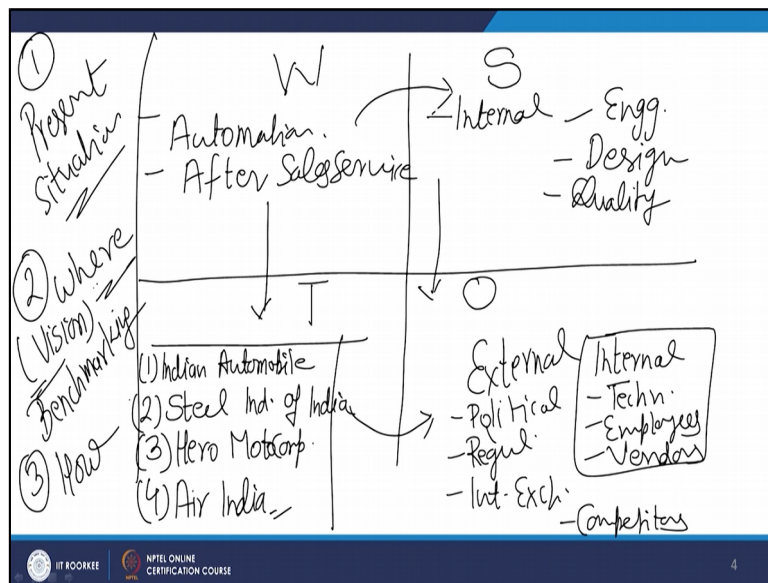 ① Present Situation
② Where (Vision) Benchmarking
③ How
W
- Automation.
- After Sales Service
S
- Internal - Engg.
- Design
- Quality
T
(1) Indian Automobile
(2) Steel Ind. of India
(3) Hero MotoCorp.
(4) Air India
O
External
- Political
- Regul.
- Int. Exch.
- Competitors
Internal
- Techn.
- Employees
- Vendors
IIT ROORKEE
NPTEL ONLINE
CERTIFICATION COURSE
4